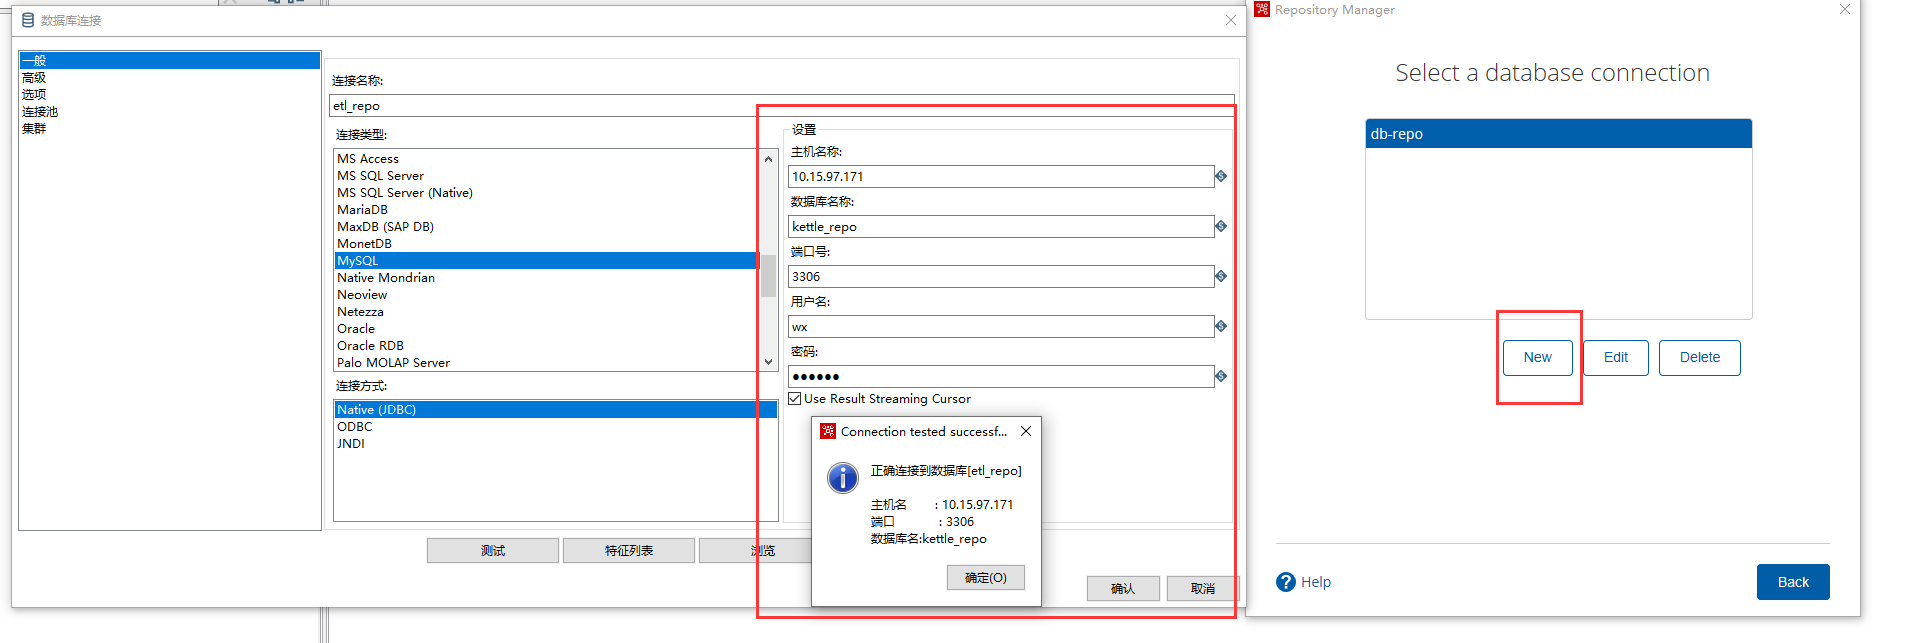 数据库连接
一般
高级
选项
连接池
集群
连接名称:
etl_repo
连接类型:
MS Access
MS SQL Server
MS SQL Server (Native)
MariaDB
MaxDB (SAP DB)
MonetDB
MySQL
Native Mondrian
Neoview
Netezza
Oracle
Oracle RDB
Palo MOLAP Server
连接方式:
Native (JDBC)
ODBC
JNDI
设置
主机名称:
10.15.97.171
数据库名称:
kettle_repo
端口号:
3306
用户名:
wx
密码:
●●●●●●
Use Result Streaming Cursor
测试
特征列表
浏览
确认
取消
Connection tested successf...
正确连接到数据库[etl_repo]
主机名 : 10.15.97.171
端口 : 3306
数据库名:kettle_repo
确定(O)
Repository Manager
Select a database connection
db-repo
New
Edit
Delete
Help
Back